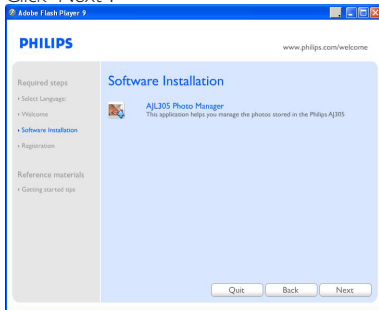 Click "Next".
Adobe Flash Player 9
PHILIPS
www.philips.com/welcome
Required steps
Select Language:
Welcome
Software Installation
Registration
Reference materials
Getting started tips
Software Installation
AJL305 Photo Manager
This application helps you manage the photos stored in the Philips AJ305
Quit
Back
Next